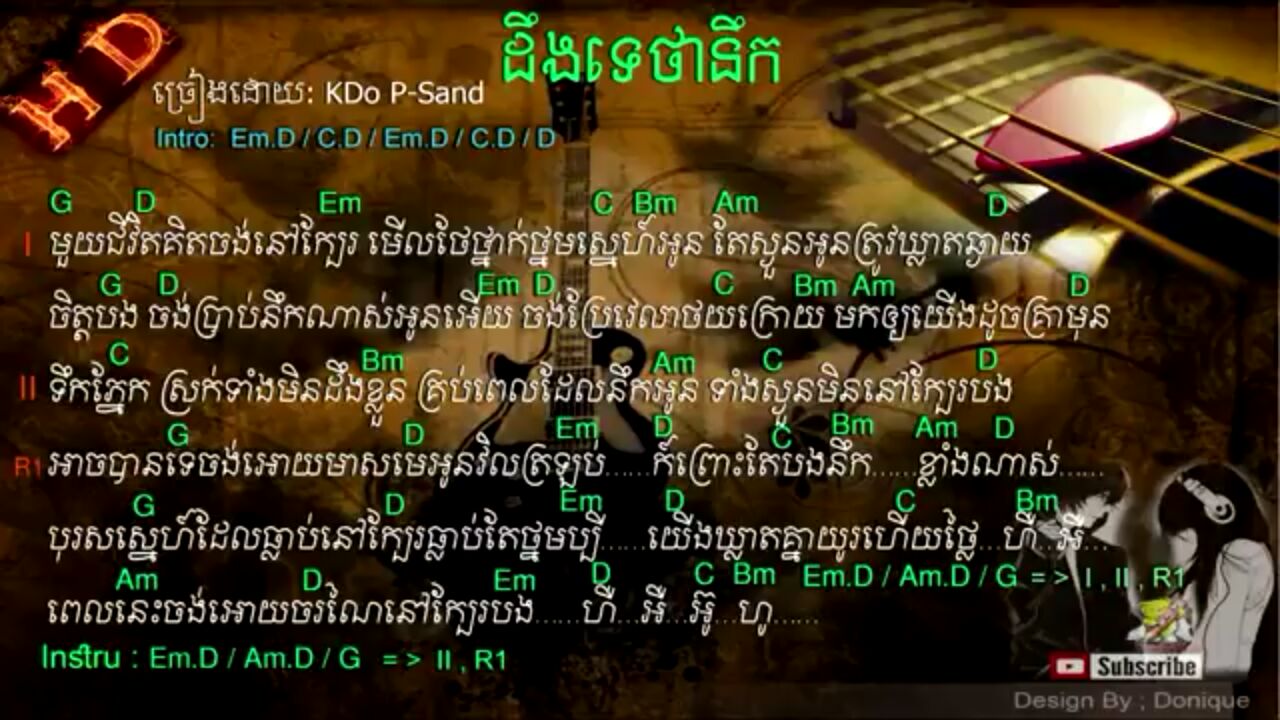 HD
ដឹងទេថានឹក
ច្រៀងដោយ: KDo P-Sand
Intro: Em.D / C.D / Em.D / C.D / D
G D Em C Bm Am D
I មួយជីវិតគិតចង់នៅក្បែរ មើលថែថ្នាក់ថ្នមស្នេហ៍អូន តែស្ងួនអូនត្រូវឃ្លាតឆ្ងាយ
G D Em D C Bm Am D
ចិត្តបង ចង់ប្រាប់នឹកណាស់អូនអើយ ចង់ប្រែវេលាថយក្រោយ មកឲ្យយើងដូចគ្រាមុន
C Bm Am C D
II ទឹកភ្នែក ស្រក់ទាំងមិនដឹងខ្លួន គ្រប់ពេលដែលនឹកអូន ទាំងស្ងួនមិននៅក្បែរបង
G D Em D C Bm Am D
R1 អាចបានទេចង់អោយមាសមេអូនវិលត្រឡប់......ក៏ព្រោះតែបងនឹក......ខ្លាំងណាស់......
G D Em D C Bm
បុរសស្នេហ៍ដែលធ្លាប់នៅក្បែរធ្លាប់តែថ្នមប្បី......យើងឃ្លាតគ្នាយូរហើយថ្លៃ...ហឺ...អឺ...
Am D Em D C Bm Em.D / Am.D / G = > I , II , R1
ពេលនេះចង់អោយចរណៃនៅក្បែរបង......ហឺ...អឺ...អ៊ូ...ហូ......
Instru : Em.D / Am.D / G = > II , R1
Subscribe
Design By ; Donique